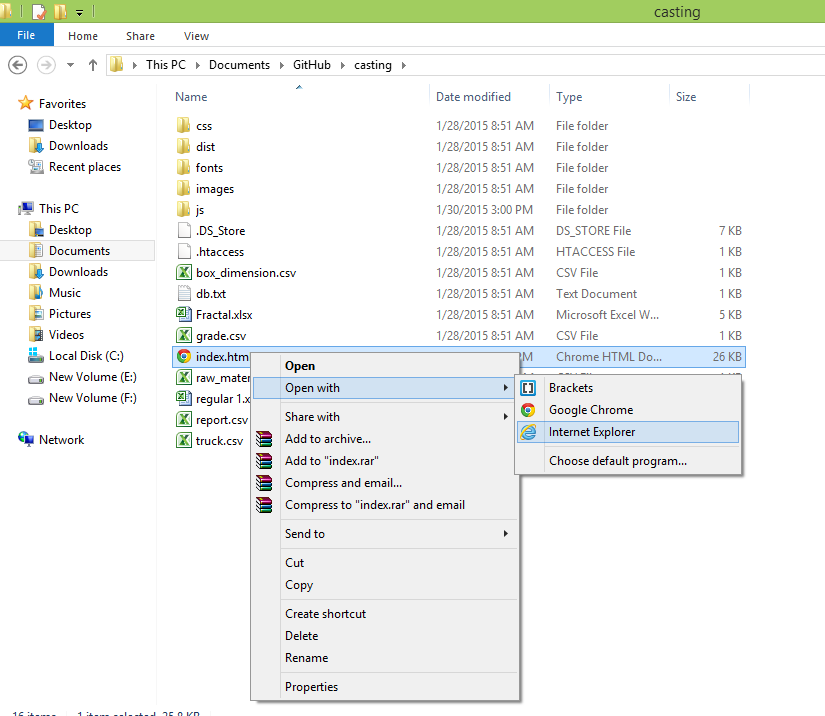 casting
File Home Share View
This PC Documents GitHub casting
Name Date modified Type Size
Favorites
Desktop
Downloads
Recent places
This PC
Desktop
Documents
Downloads
Music
Pictures
Videos
Local Disk (C:)
New Volume (E:)
New Volume (F:)
Network
css 1/28/2015 8:51 AM File folder
dist 1/28/2015 8:51 AM File folder
fonts 1/28/2015 8:51 AM File folder
images 1/28/2015 8:51 AM File folder
js 1/30/2015 3:00 PM File folder
.DS_Store 1/28/2015 8:51 AM DS_STORE File 7 KB
.htaccess 1/28/2015 8:51 AM HTACCESS File 1 KB
box_dimension.csv 1/28/2015 8:51 AM CSV File 1 KB
db.txt 1/28/2015 8:51 AM Text Document 1 KB
Fractal.xlsx 1/28/2015 8:51 AM Microsoft Excel W... 5 KB
grade.csv 1/28/2015 8:51 AM CSV File 1 KB
index.htm Chrome HTML Do... 26 KB
raw_mater
regular 1.x
report.csv
truck.csv
Open
Open with
Share with
Add to archive...
Add to "index.rar"
Compress and email...
Compress to "index.rar" and email
Send to
Cut
Copy
Create shortcut
Delete
Rename
Properties
Brackets
Google Chrome
Internet Explorer
Choose default program...
16 items 1 item selected 25.8 KB